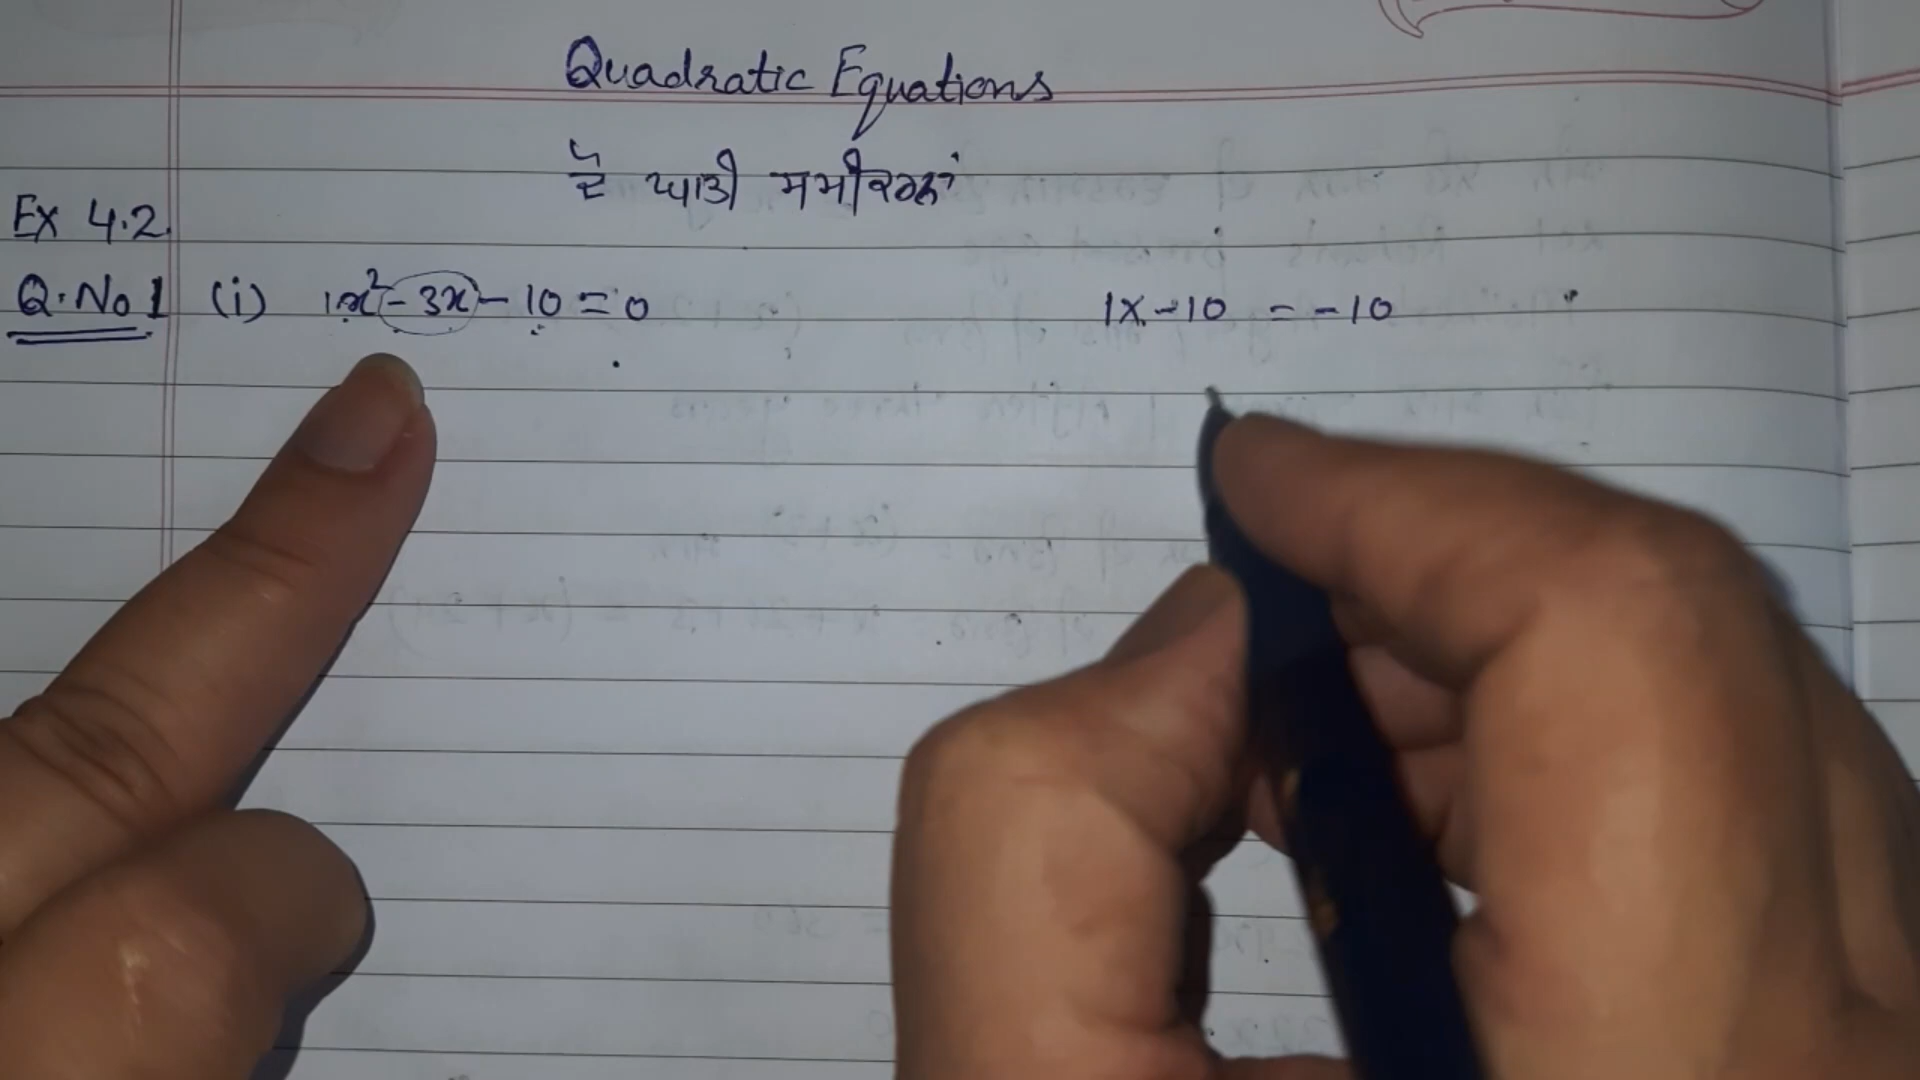 Quadratic Equations
ਦੋ ਘਾਤੀ ਸਮੀਕਰਨਾਂ
EX 4.2
Q.No 1 (i) 1x² - 3x - 10 = 0
1x - 10 = -10